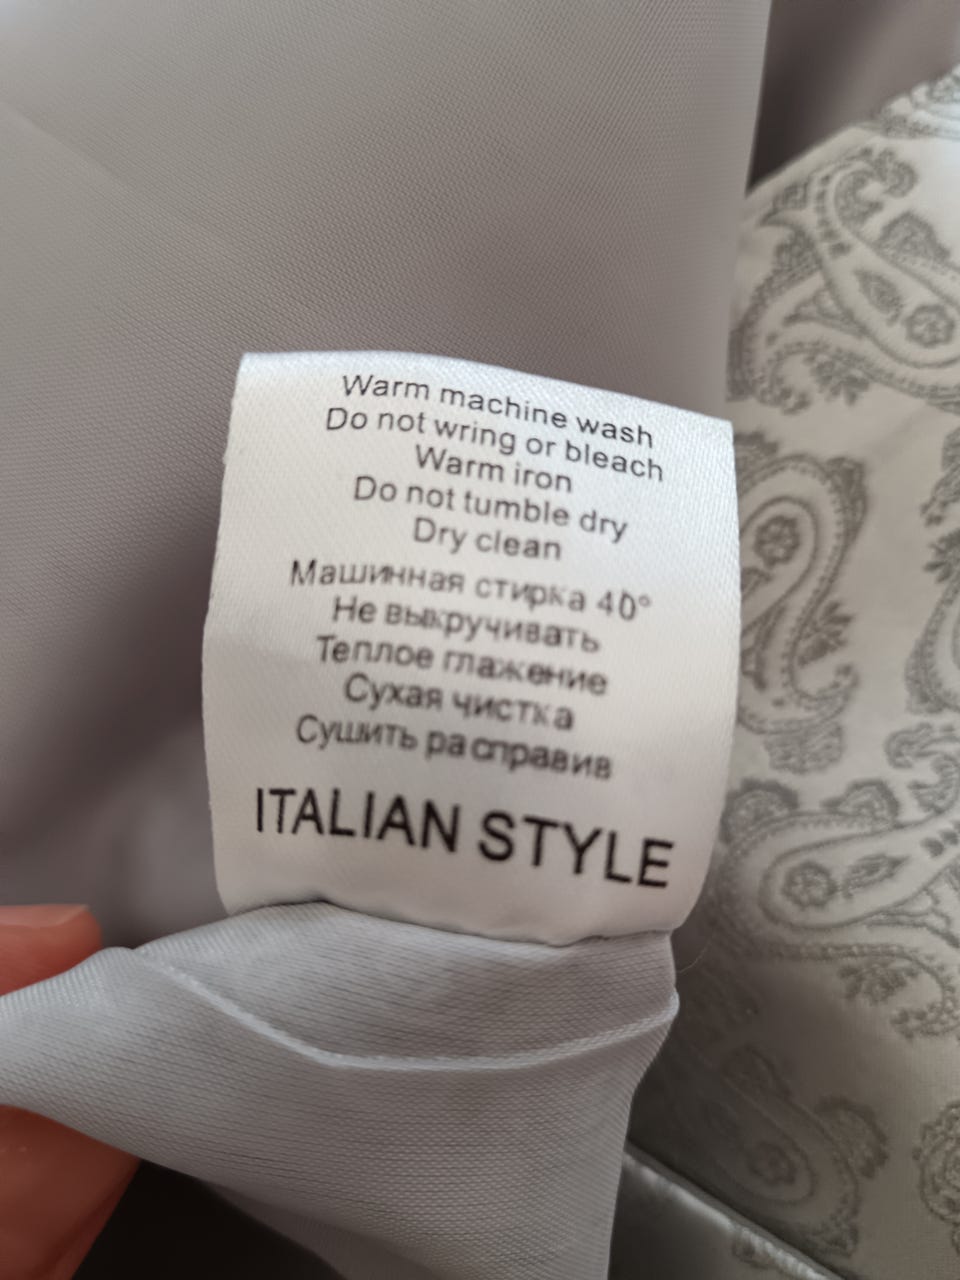 Warm machine wash
Do not wring or bleach
Warm iron
Do not tumble dry
Dry clean
Машинная стирка 40°
Не выкручивать
Теплое глажение
Сухая чистка
Сушить расправив
ITALIAN STYLE